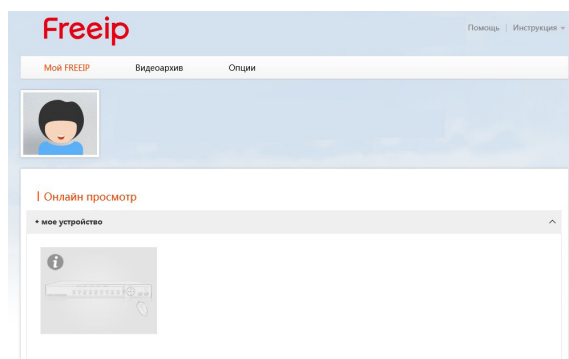 Freeip
Помощь | Инструкция
Мой FREEIP Видеоархив Опции
Онлайн просмотр
• мое устройство
i